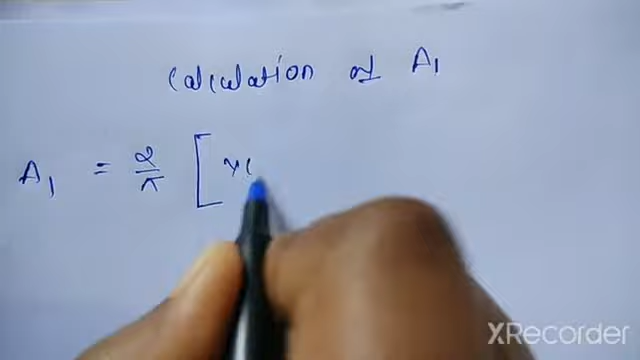 Calculation of A1
A1 = 2/π [ x(
XRecorder